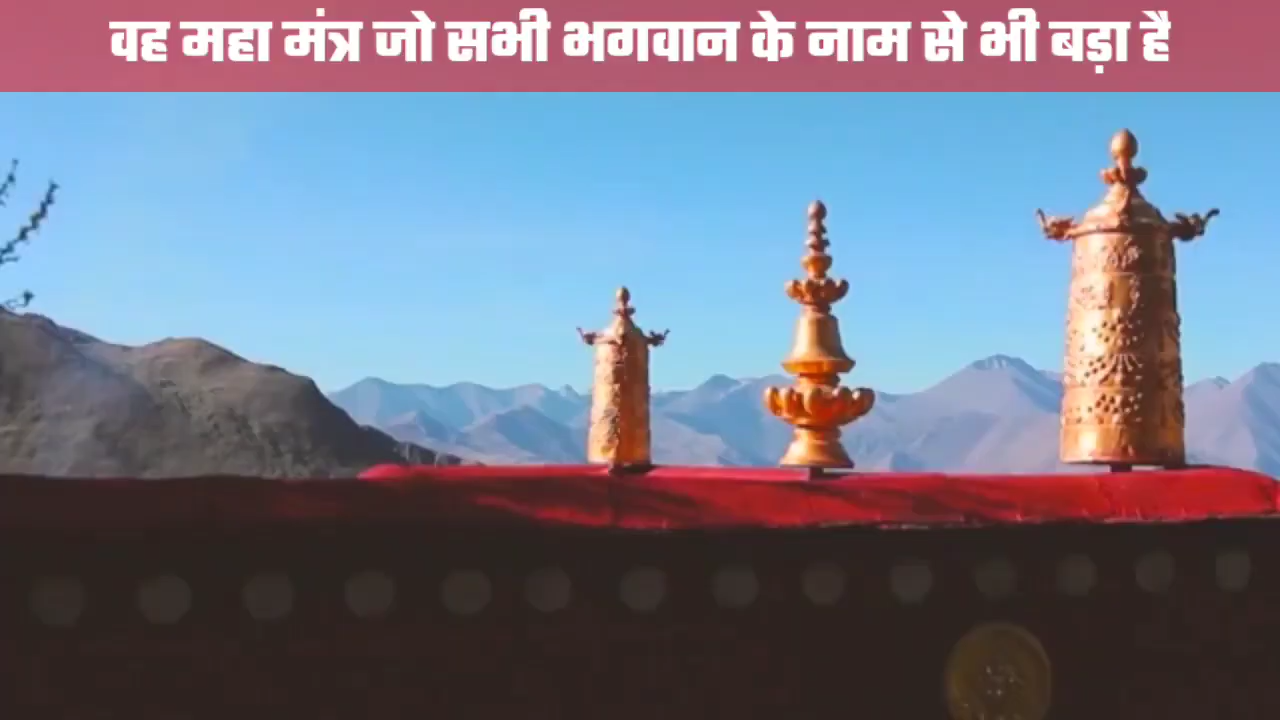 वह महा मंत्र जो सभी भगवान के नाम से भी बड़ा है